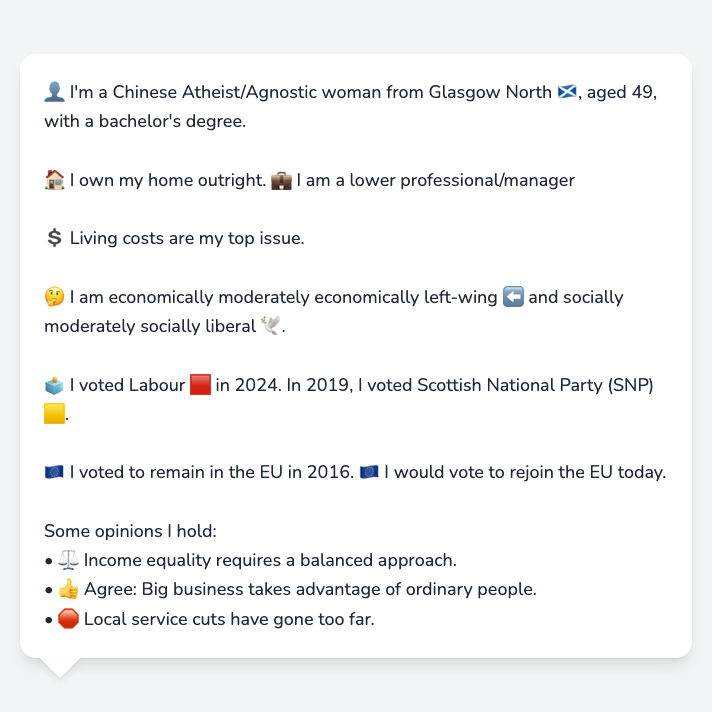 👤 I'm a Chinese Atheist/Agnostic woman from Glasgow North 🏴󠁧󠁢󠁳󠁣󠁴󠁿, aged 49,
with a bachelor's degree.
🏠 I own my home outright. 💼 I am a lower professional/manager
💲 Living costs are my top issue.
🤔 I am economically moderately economically left-wing ⬅️ and socially
moderately socially liberal 🕊️.
🗳️ I voted Labour 🟥 in 2024. In 2019, I voted Scottish National Party (SNP)
🟨.
🇪🇺 I voted to remain in the EU in 2016. 🇪🇺 I would vote to rejoin the EU today.
Some opinions I hold:
• ⚖️ Income equality requires a balanced approach.
• 👍 Agree: Big business takes advantage of ordinary people.
• 🛑 Local service cuts have gone too far.